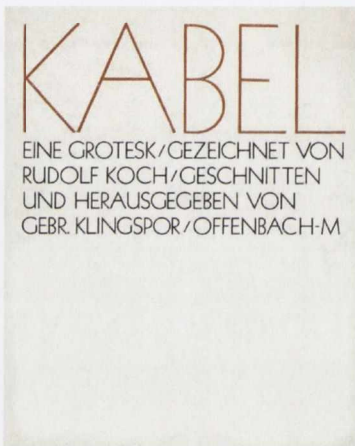 KABEL
EINE GROTESK/GEZEICHNET VON
RUDOLF KOCH/GESCHNITTEN
UND HERAUSGEGEBEN VON
GEBR. KLINGSPOR/OFFENBACH-M